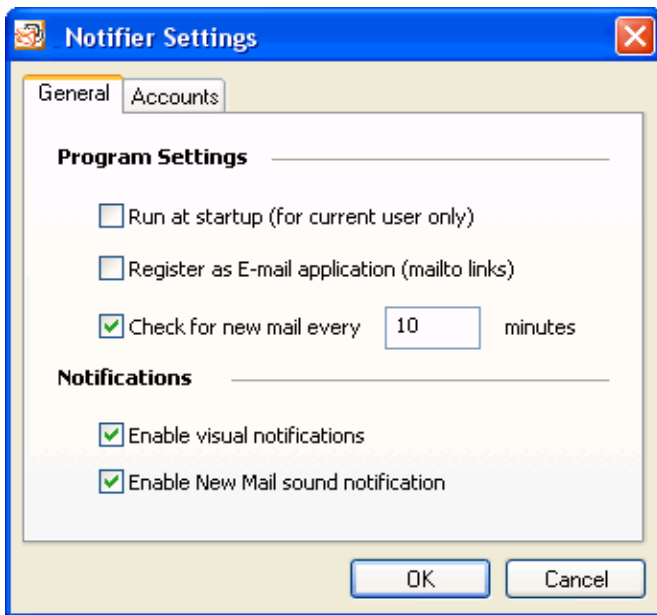 Notifier Settings
General
Accounts
Program Settings
Run at startup (for current user only)
Register as E-mail application (mailto links)
Check for new mail every 10 minutes
Notifications
Enable visual notifications
Enable New Mail sound notification
OK
Cancel